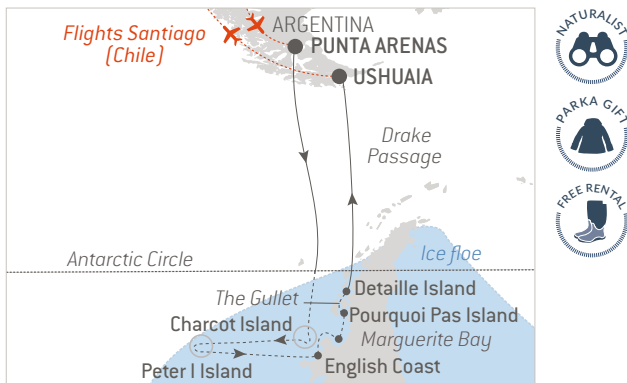 Flights Santiago
(Chile)
ARGENTINA
PUNTA ARENAS
USHUAIA
Drake
Passage
Antarctic Circle
Ice floe
The Gullet
Detaille Island
Pourquoi Pas Island
Charcot Island
Marguerite Bay
Peter I Island
English Coast
NATURALIST
PARKA GIFT
FREE RENTAL